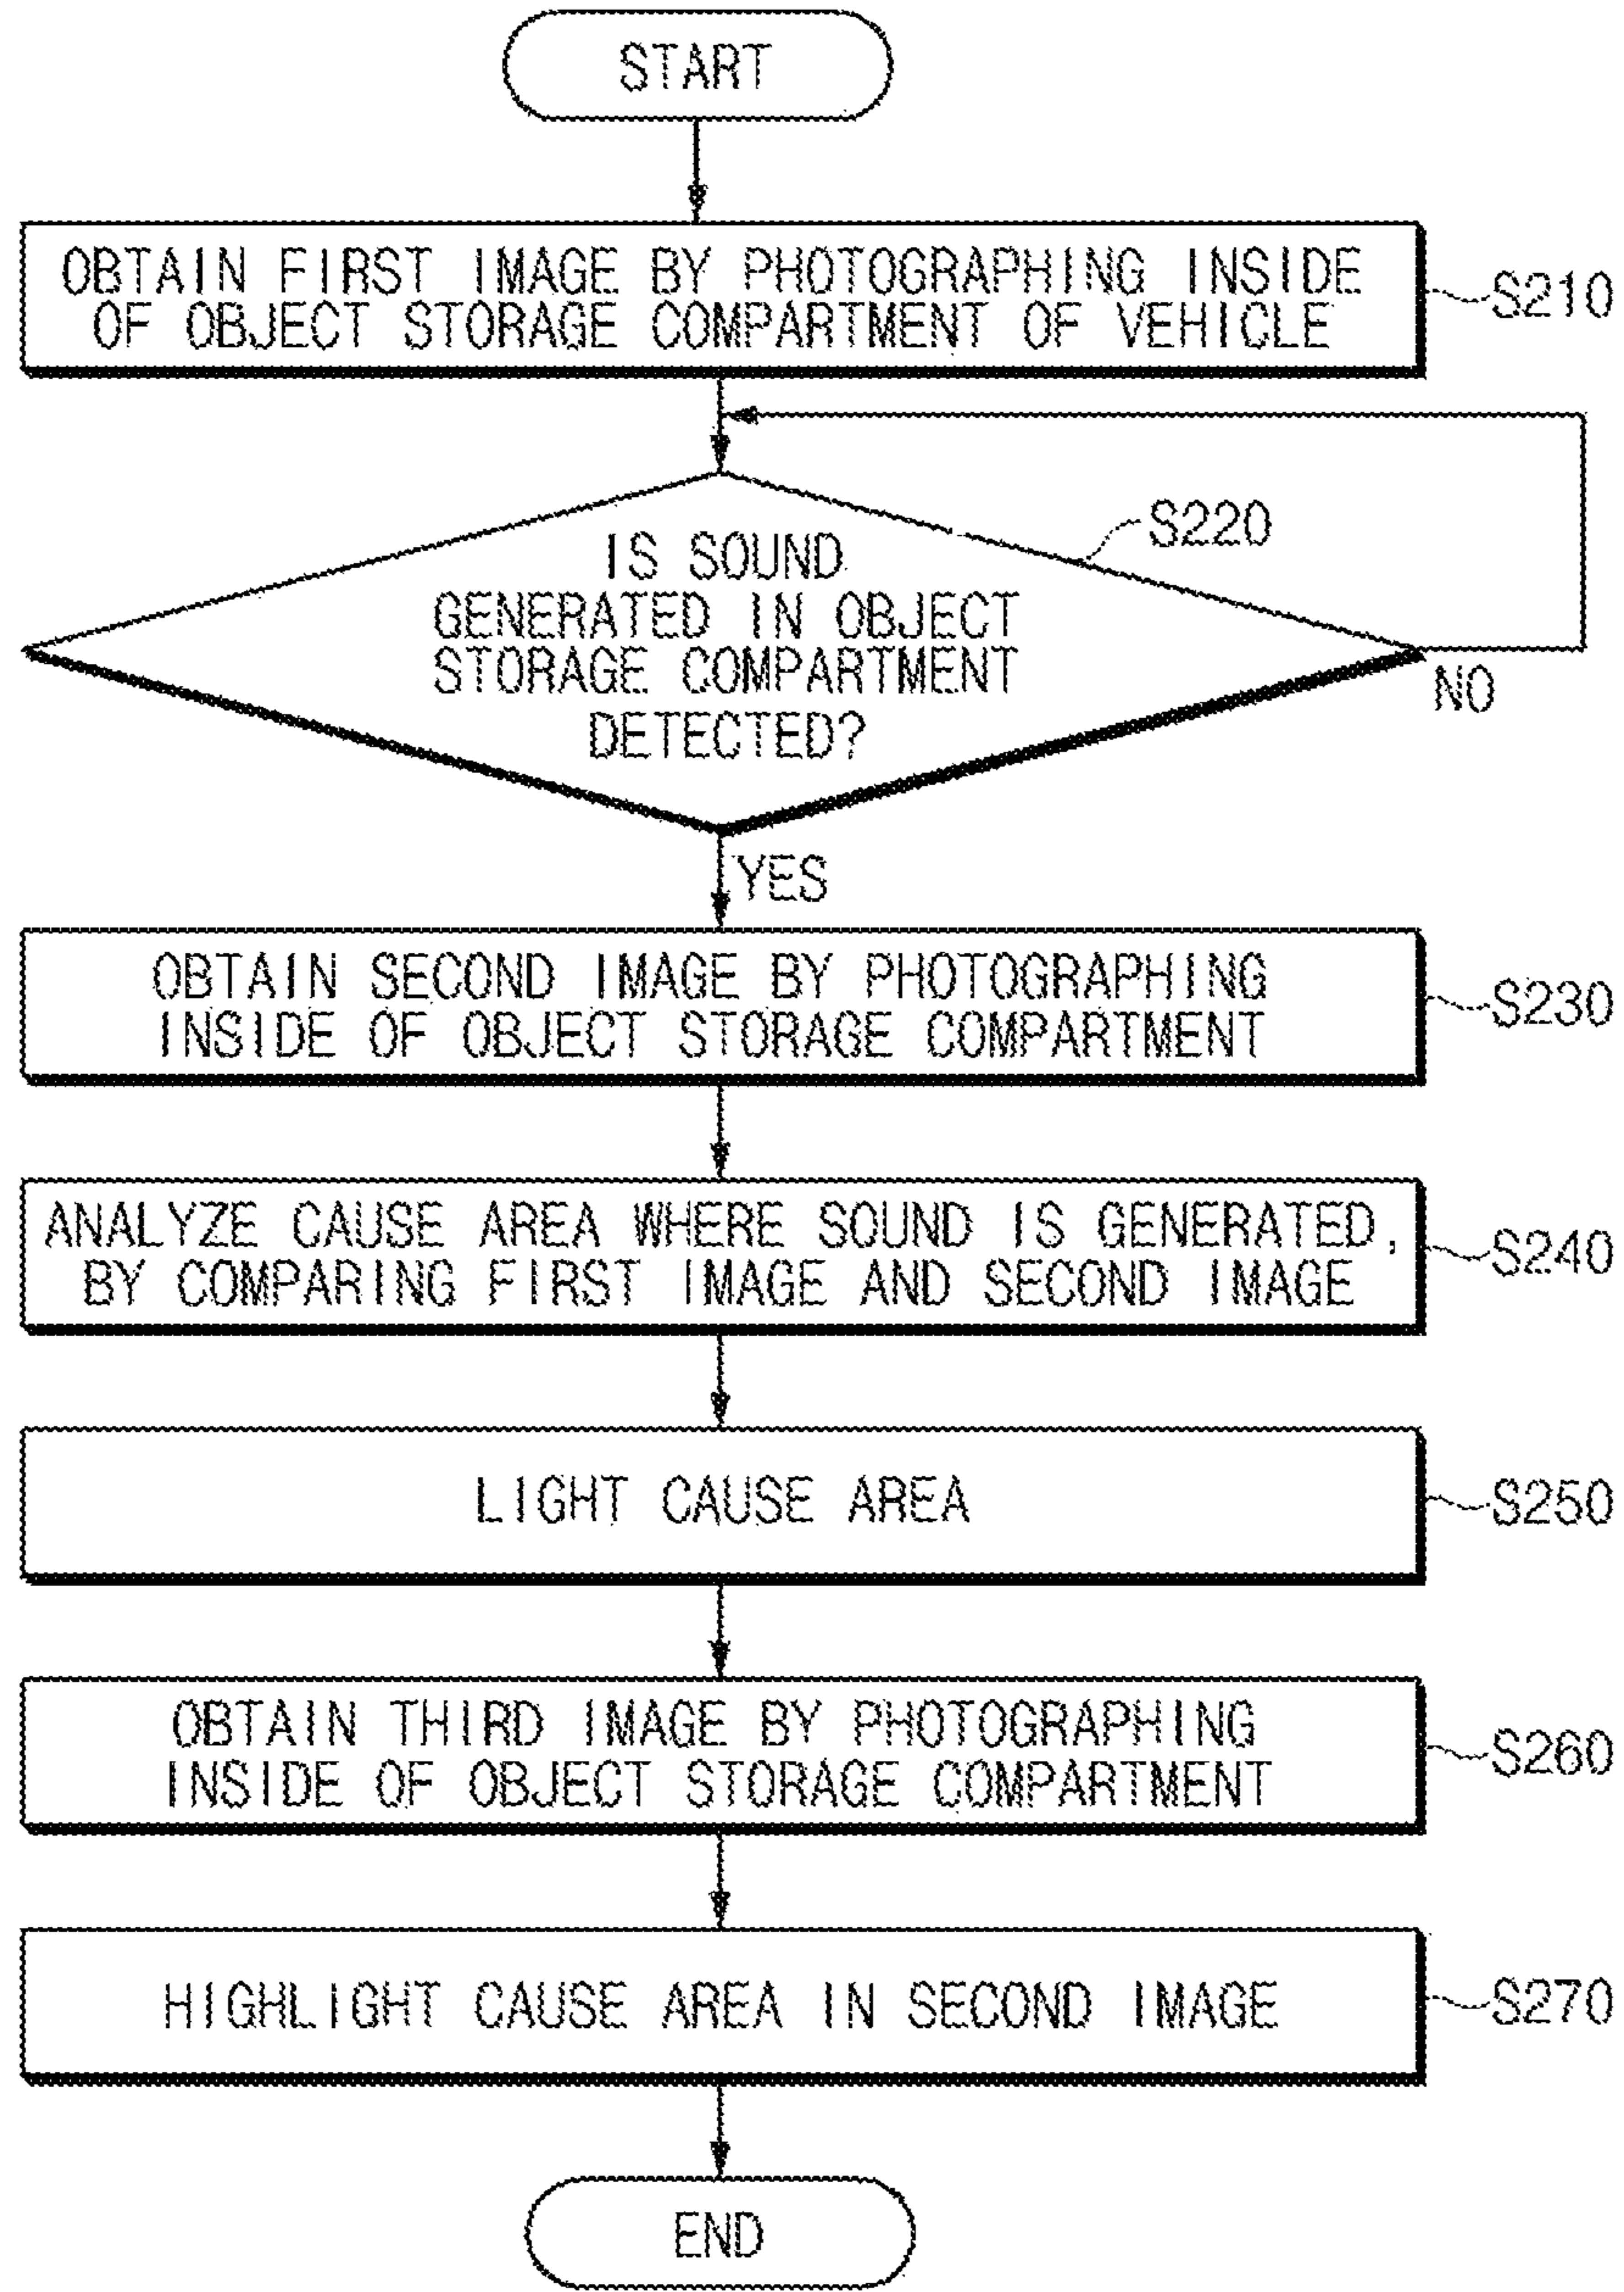 START
OBTAIN FIRST IMAGE BY PHOTOGRAPHING INSIDE
OF OBJECT STORAGE COMPARTMENT OF VEHICLE
S210
S220
IS SOUND
GENERATED IN OBJECT
STORAGE COMPARTMENT
DETECTED?
NO
YES
OBTAIN SECOND IMAGE BY PHOTOGRAPHING
INSIDE OF OBJECT STORAGE COMPARTMENT
S230
ANALYZE CAUSE AREA WHERE SOUND IS GENERATED,
BY COMPARING FIRST IMAGE AND SECOND IMAGE
S240
LIGHT CAUSE AREA
S250
OBTAIN THIRD IMAGE BY PHOTOGRAPHING
INSIDE OF OBJECT STORAGE COMPARTMENT
S260
HIGHLIGHT CAUSE AREA IN SECOND IMAGE
S270
END